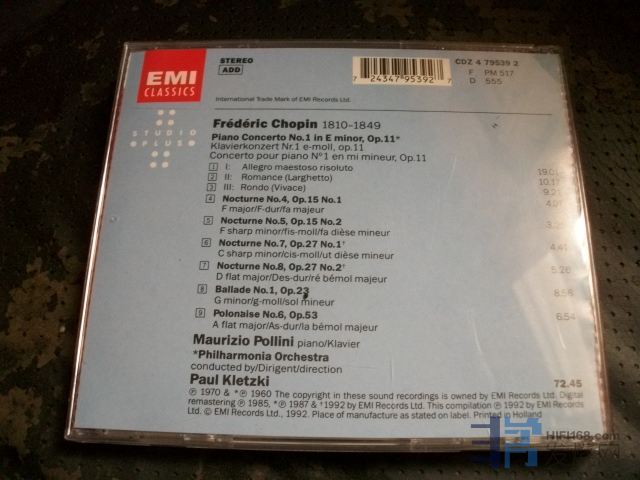 EMI
CLASSICS
STUDIO
PLUS
STEREO
ADD
7 24347 95392 7
CDZ 4 79539 2
F PM 517
D 555
International Trade Mark of EMI Records Ltd.
Frédéric Chopin 1810-1849
Piano Concerto No.1 in E minor, Op.11*
Klavierkonzert Nr.1 e-moll, op.11
Concerto pour piano N°1 en mi mineur, Op.11
1 I: Allegro maestoso risoluto 19.01
2 II: Romance (Larghetto) 10.17
3 III: Rondo (Vivace) 9.21
4 Nocturne No.4, Op.15 No.1
F major/F-dur/fa majeur
5 Nocturne No.5, Op.15 No.2
F sharp minor/fis-moll/fa dièse mineur
6 Nocturne No.7, Op.27 No.1† 4.41
C sharp minor/cis-moll/ut dièse mineur
7 Nocturne No.8, Op.27 No.2†
D flat major/Des-dur/ré bémol majeur
8 Ballade No.1, Op.23 8.56
G minor/g-moll/sol mineur
9 Polonaise No.6, Op.53 6.54
A flat major/As-dur/la bémol majeur
Maurizio Pollini piano/Klavier
*Philharmonia Orchestra
conducted by/Dirigent/direction
Paul Kletzki
72.45
℗ 1970 & *℗ 1960 The copyright in these sound recordings is owned by EMI Records Ltd. Digital
remastering ℗ 1985, *℗ 1987 & †1992 by EMI Records Ltd. This compilation ℗ 1992 by EMI
Records Ltd. © EMI Records Ltd., 1992. Place of manufacture as stated on label. Printed in Holland
HIFI168.com